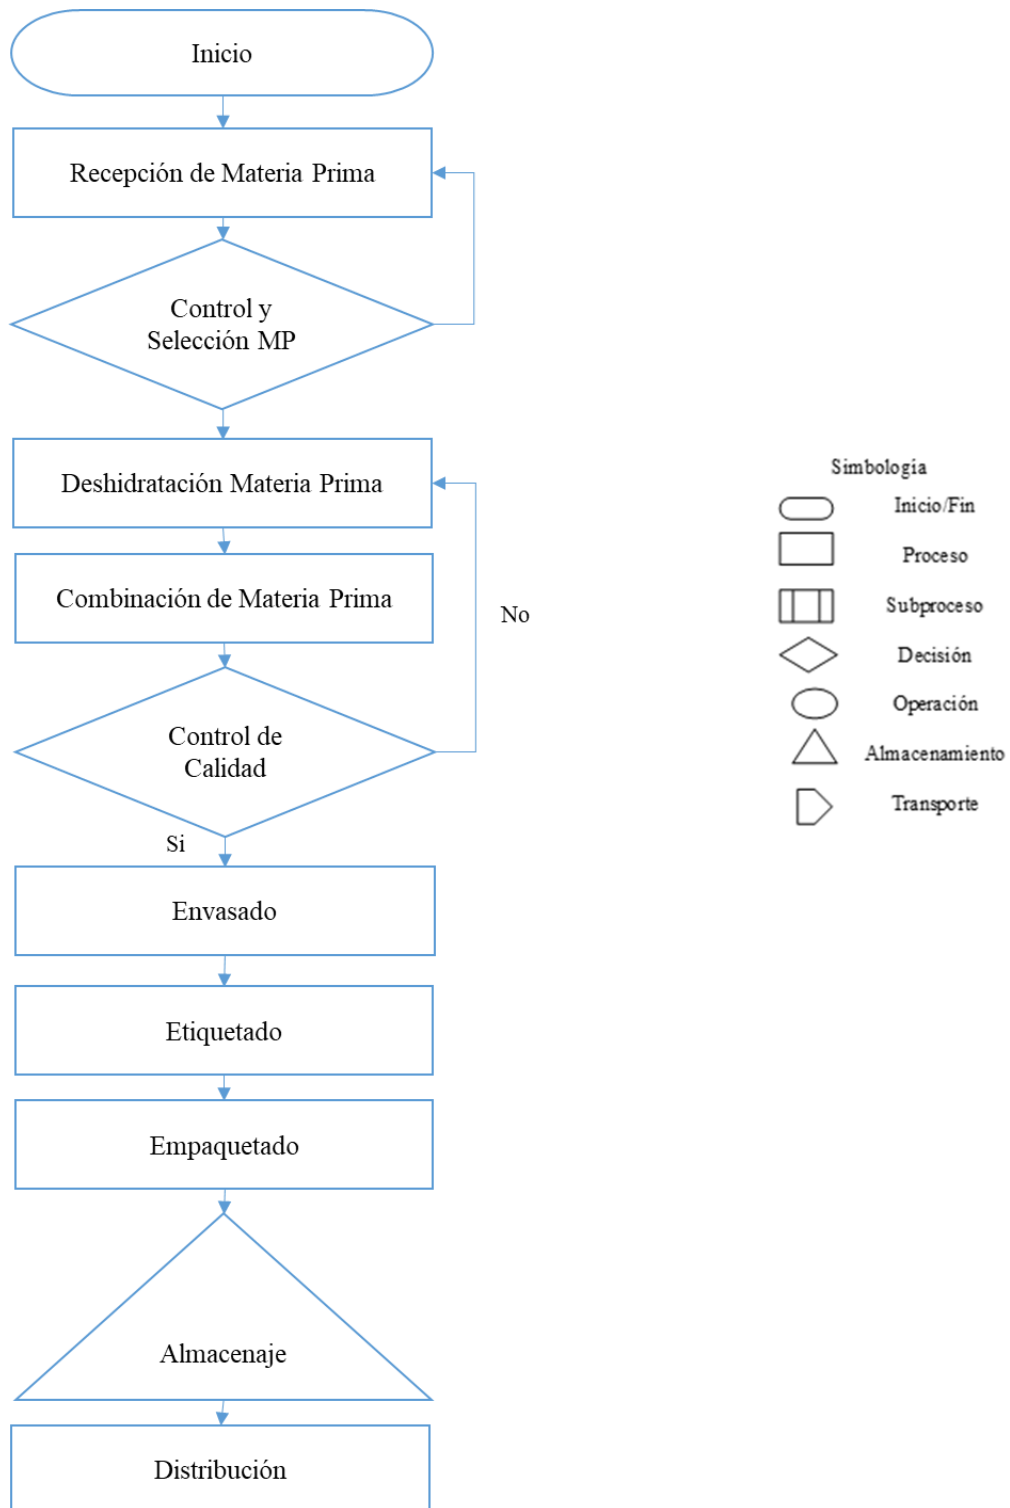 Inicio
Recepción de Materia Prima
Control y
Selección MP
Deshidratación Materia Prima
Combinación de Materia Prima
No
Control de
Calidad
Si
Envasado
Etiquetado
Empaquetado
Almacenaje
Distribución
Simbología
Inicio/Fin
Proceso
Subproceso
Decisión
Operación
Almacenamiento
Transporte